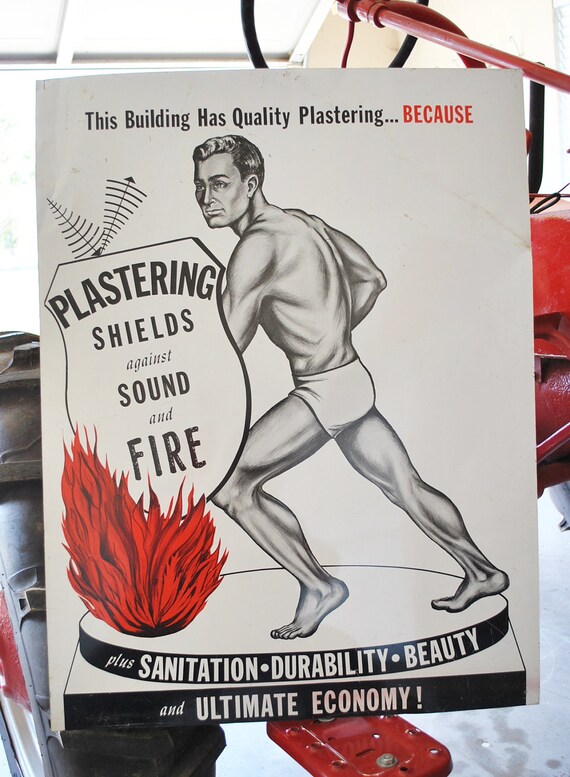 This Building Has Quality Plastering... BECAUSE
PLASTERING
SHIELDS
against
SOUND
and
FIRE
plus SANITATION•DURABILITY•BEAUTY
and ULTIMATE ECONOMY!